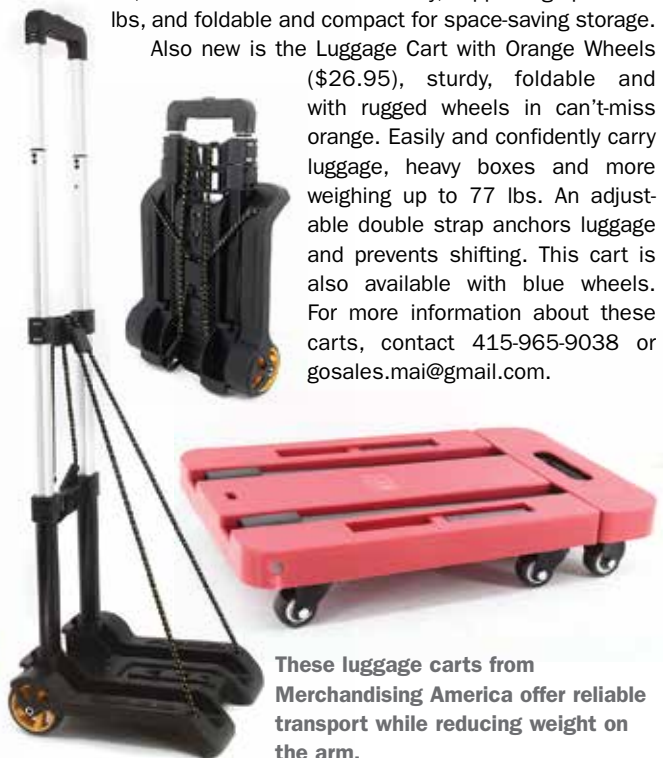 lbs, and foldable and compact for space-saving storage.
Also new is the Luggage Cart with Orange Wheels
($26.95), sturdy, foldable and
with rugged wheels in can’t-miss
orange. Easily and confidently carry
luggage, heavy boxes and more
weighing up to 77 lbs. An adjust-
able double strap anchors luggage
and prevents shifting. This cart is
also available with blue wheels.
For more information about these
carts, contact 415-965-9038 or
gosales.mai@gmail.com.
These luggage carts from
Merchandising America offer reliable
transport while reducing weight on
the arm.